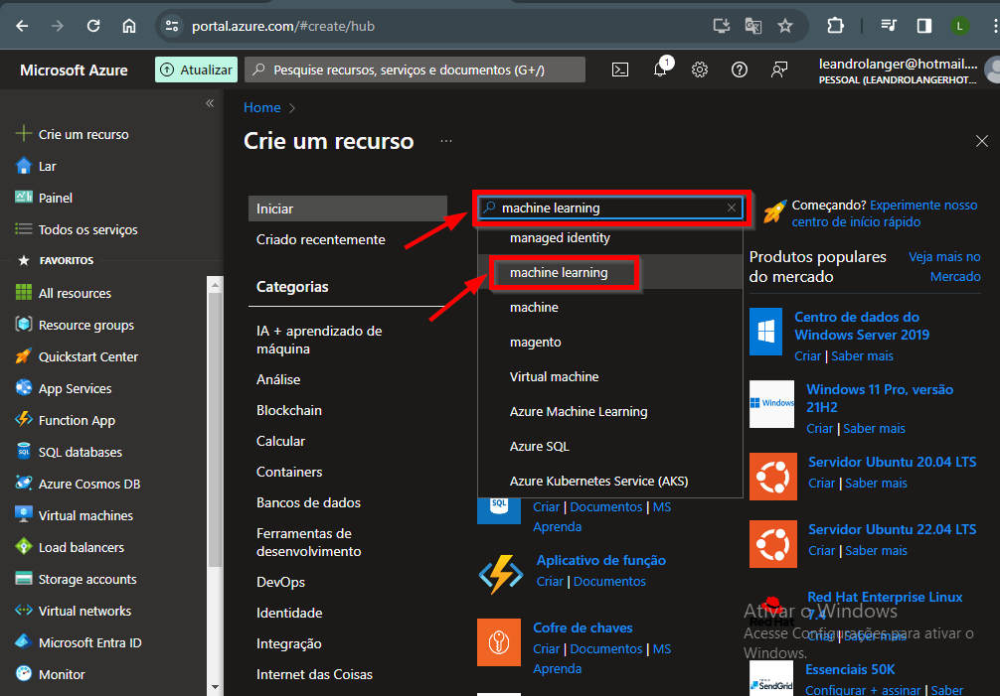 portal.azure.com/#create/hub
L
Microsoft Azure
Atualizar
Pesquise recursos, serviços e documentos (G+/)
1
leandrolanger@hotmail....
PESSOAL (LEANDROLANGERHOT...
Crie um recurso
Lar
Painel
Todos os serviços
FAVORITOS
All resources
Resource groups
Quickstart Center
App Services
Function App
SQL databases
Azure Cosmos DB
Virtual machines
Load balancers
Storage accounts
Virtual networks
Microsoft Entra ID
Monitor
Home
Crie um recurso
Iniciar
Criado recentemente
Categorias
IA + aprendizado de
máquina
Análise
Blockchain
Calcular
Containers
Bancos de dados
Ferramentas de
desenvolvimento
DevOps
Identidade
Integração
Internet das Coisas
machine learning
managed identity
machine learning
machine
magento
Virtual machine
Azure Machine Learning
Azure SQL
Azure Kubernetes Service (AKS)
SQL
Criar | Documentos | MS
Aprenda
Aplicativo de função
Criar | Documentos
Cofre de chaves
Criar | Documentos | MS
Aprenda
Começando? Experimente nosso
centro de início rápido
Produtos populares
do mercado
Veja mais no
Mercado
Centro de dados do
Windows Server 2019
Criar | Saber mais
Windows
Windows 11 Pro, versão
21H2
Criar | Saber mais
Servidor Ubuntu 20.04 LTS
Criar | Saber mais
Servidor Ubuntu 22.04 LTS
Criar | Saber mais
Red Hat
Red Hat Enterprise Linux
7.4
Criar | Saber mais
Ativar o Windows
Acesse Configurações para ativar o
Windows.
SendGrid
Essenciais 50K
Configurar + assinar | Saber